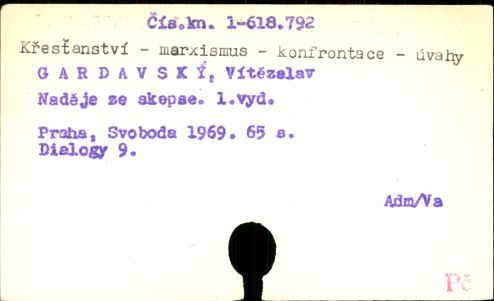 Čís.kn. 1-618.792
Křesťanství - marxismus - konfrontace - úvahy
G A R D A V S K Ý, Vítězslav
Naděje ze skepse. 1.vyd.
Praha, Svoboda 1969. 65 s.
Dialogy 9.
Adm/Va
Pč